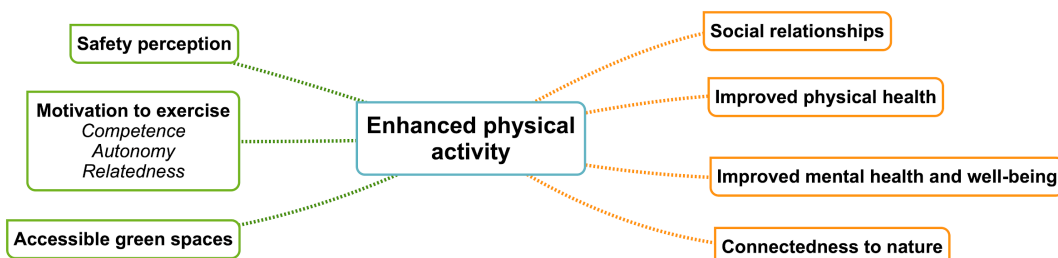 Safety perception
Motivation to exercise
Competence
Autonomy
Relatedness
Accessible green spaces
Enhanced physical
activity
Social relationships
Improved physical health
Improved mental health and well-being
Connectedness to nature